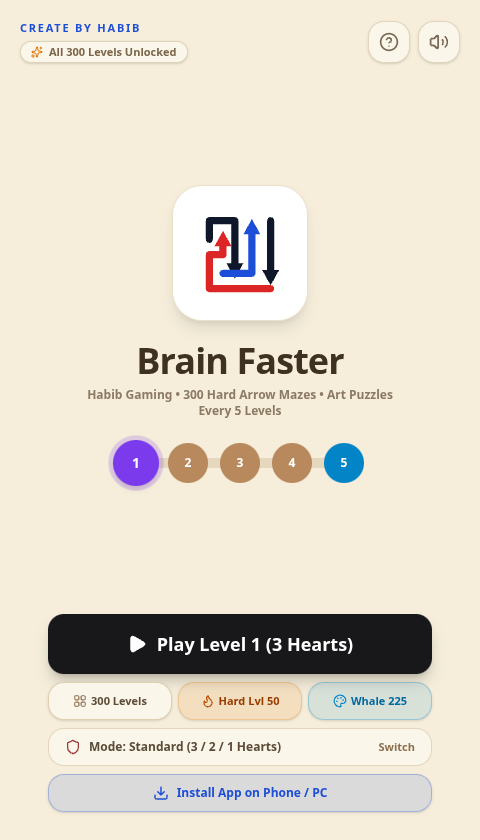 CREATE BY HABIB
All 300 Levels Unlocked
Brain Faster
Habib Gaming • 300 Hard Arrow Mazes • Art Puzzles
Every 5 Levels
1 2 3 4 5
Play Level 1 (3 Hearts)
300 Levels Hard Lvl 50 Whale 225
Mode: Standard (3 / 2 / 1 Hearts) Switch
Install App on Phone / PC